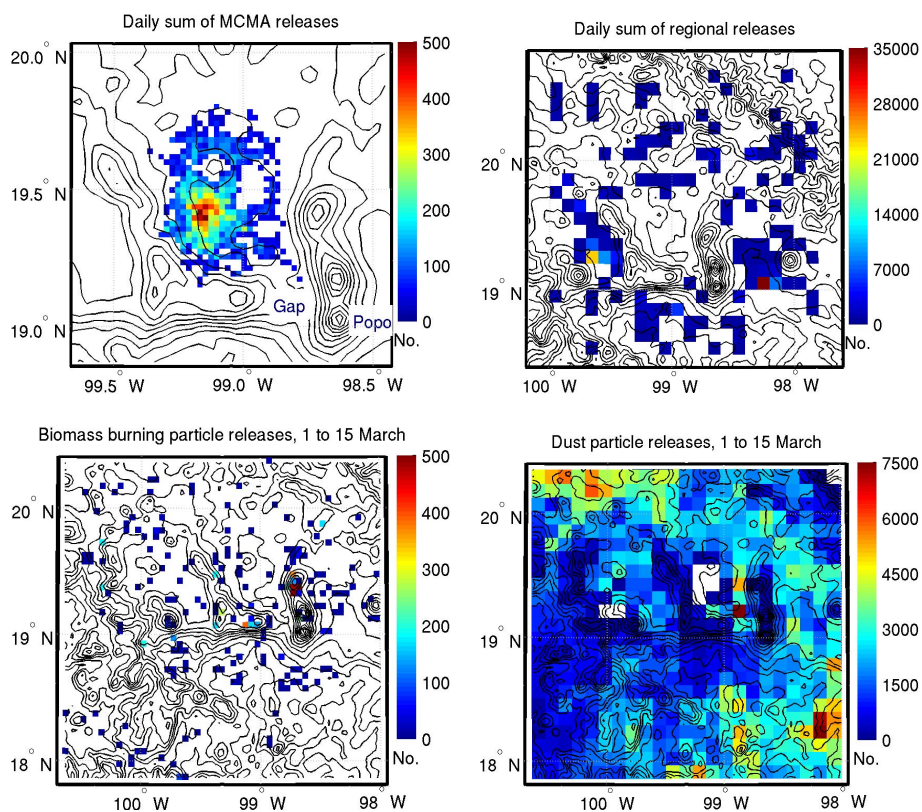 Daily sum of MCMA releases
20.0 °N
19.5 °N
19.0 °N
99.5 °W
99.0 °W
98.5 °W
Gap
Popo
500
400
300
200
100
0
No.
Daily sum of regional releases
20 °N
19 °N
100 °W
99 °W
98 °W
35000
28000
21000
14000
7000
0
No.
Biomass burning particle releases, 1 to 15 March
20 °N
19 °N
18 °N
100 °W
99 °W
98 °W
500
400
300
200
100
0
No.
Dust particle releases, 1 to 15 March
20 °N
19 °N
18 °N
100 °W
99 °W
98 °W
7500
6000
4500
3000
1500
0
No.